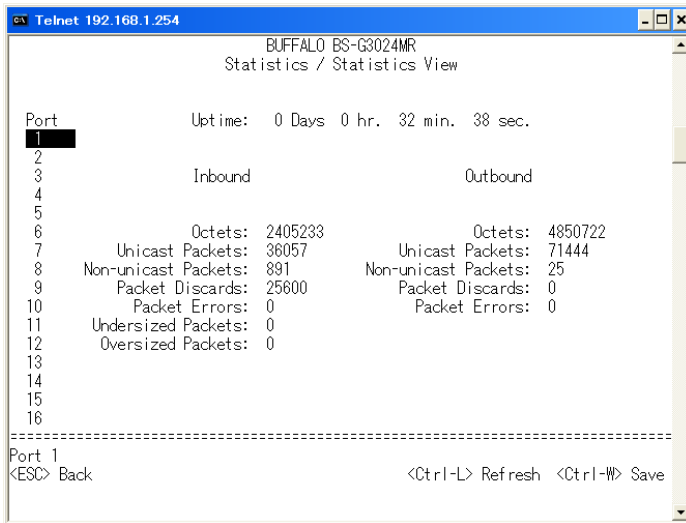 Telnet 192.168.1.254
BUFFALO BS-G3024MR
Statistics / Statistics View
Port Uptime: 0 Days 0 hr. 32 min. 38 sec.
1
2
3 Inbound Outbound
4
5
6 Octets: 2405233 Octets: 4850722
7 Unicast Packets: 36057 Unicast Packets: 71444
8 Non-unicast Packets: 891 Non-unicast Packets: 25
9 Packet Discards: 25600 Packet Discards: 0
10 Packet Errors: 0 Packet Errors: 0
11 Undersized Packets: 0
12 Oversized Packets: 0
13
14
15
16
================================================================================
Port 1
<ESC> Back <Ctrl-L> Refresh <Ctrl-W> Save